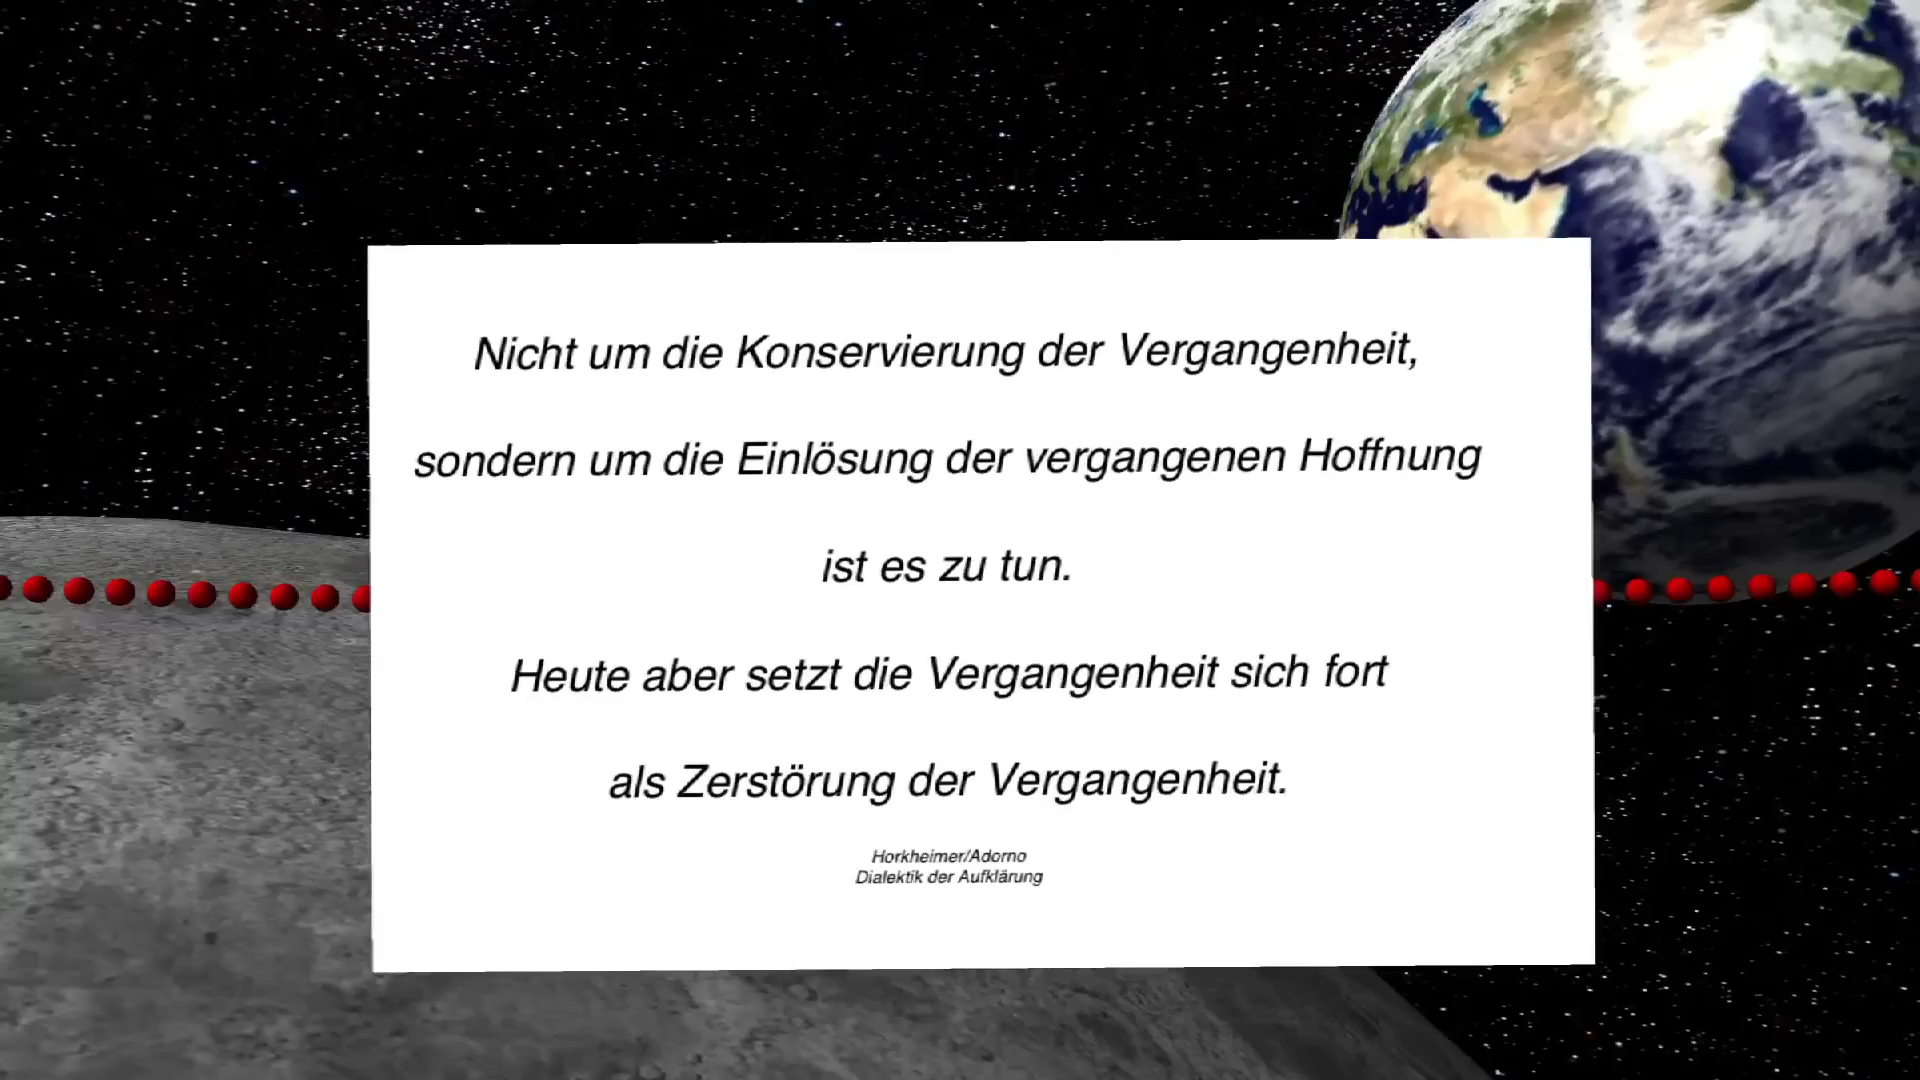 Nicht um die Konservierung der Vergangenheit,
sondern um die Einlösung der vergangenen Hoffnung
ist es zu tun.
Heute aber setzt die Vergangenheit sich fort
als Zerstörung der Vergangenheit.
Horkheimer/Adorno
Dialektik der Aufklärung